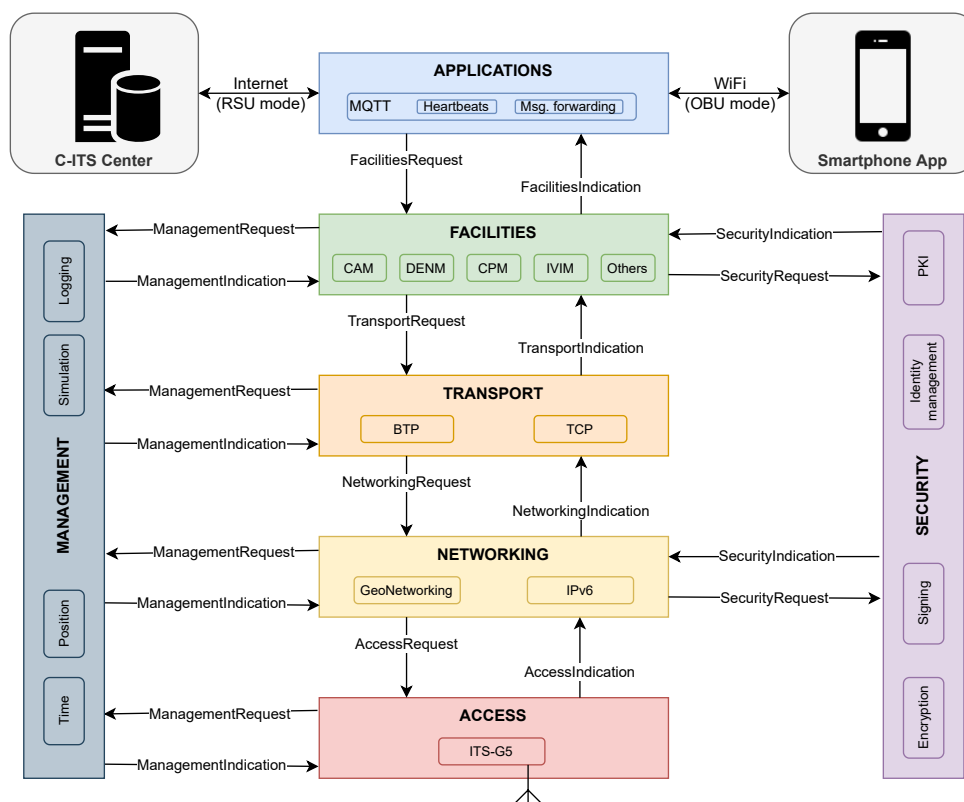 APPLICATIONS
MQTT
Heartbeats
Msg. forwarding
Internet
(RSU mode)
WiFi
(OBU mode)
C-ITS Center
Smartphone App
FacilitiesRequest
FacilitiesIndication
FACILITIES
CAM
DENM
CPM
IVIM
Others
ManagementRequest
ManagementIndication
SecurityIndication
SecurityRequest
TransportRequest
TransportIndication
TRANSPORT
BTP
TCP
ManagementRequest
ManagementIndication
NetworkingRequest
NetworkingIndication
NETWORKING
GeoNetworking
IPv6
ManagementRequest
ManagementIndication
SecurityIndication
SecurityRequest
AccessRequest
AccessIndication
ACCESS
ITS-G5
ManagementRequest
ManagementIndication
MANAGEMENT
Logging
Simulation
Position
Time
SECURITY
PKI
Identity
management
Signing
Encryption